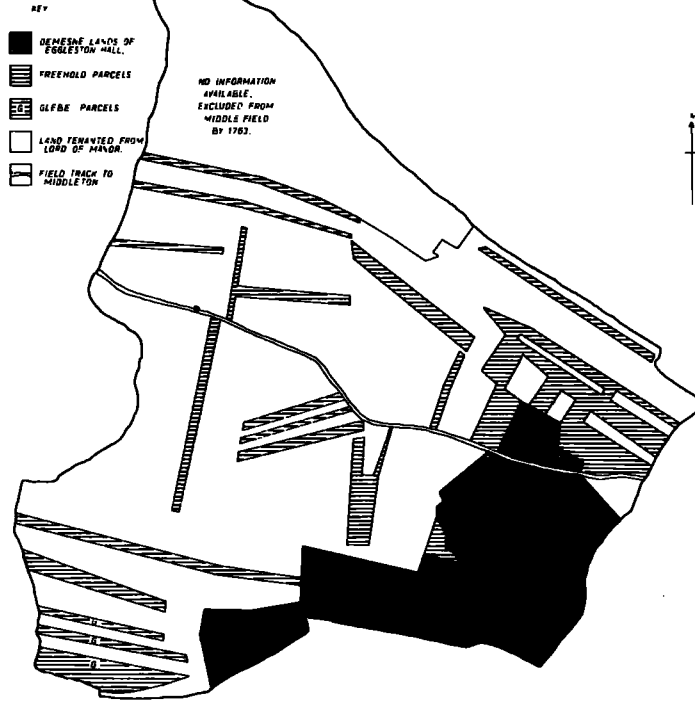 KEY
DEMESNE LANDS OF
EGGLESTON HALL.
FREEHOLD PARCELS
G GLEBE PARCELS
LAND TENANTED FROM
LORD OF MANOR.
FIELD TRACK TO
MIDDLETON
NO INFORMATION
AVAILABLE.
EXCLUDED FROM
MIDDLE FIELD
BY 1763.
G
G